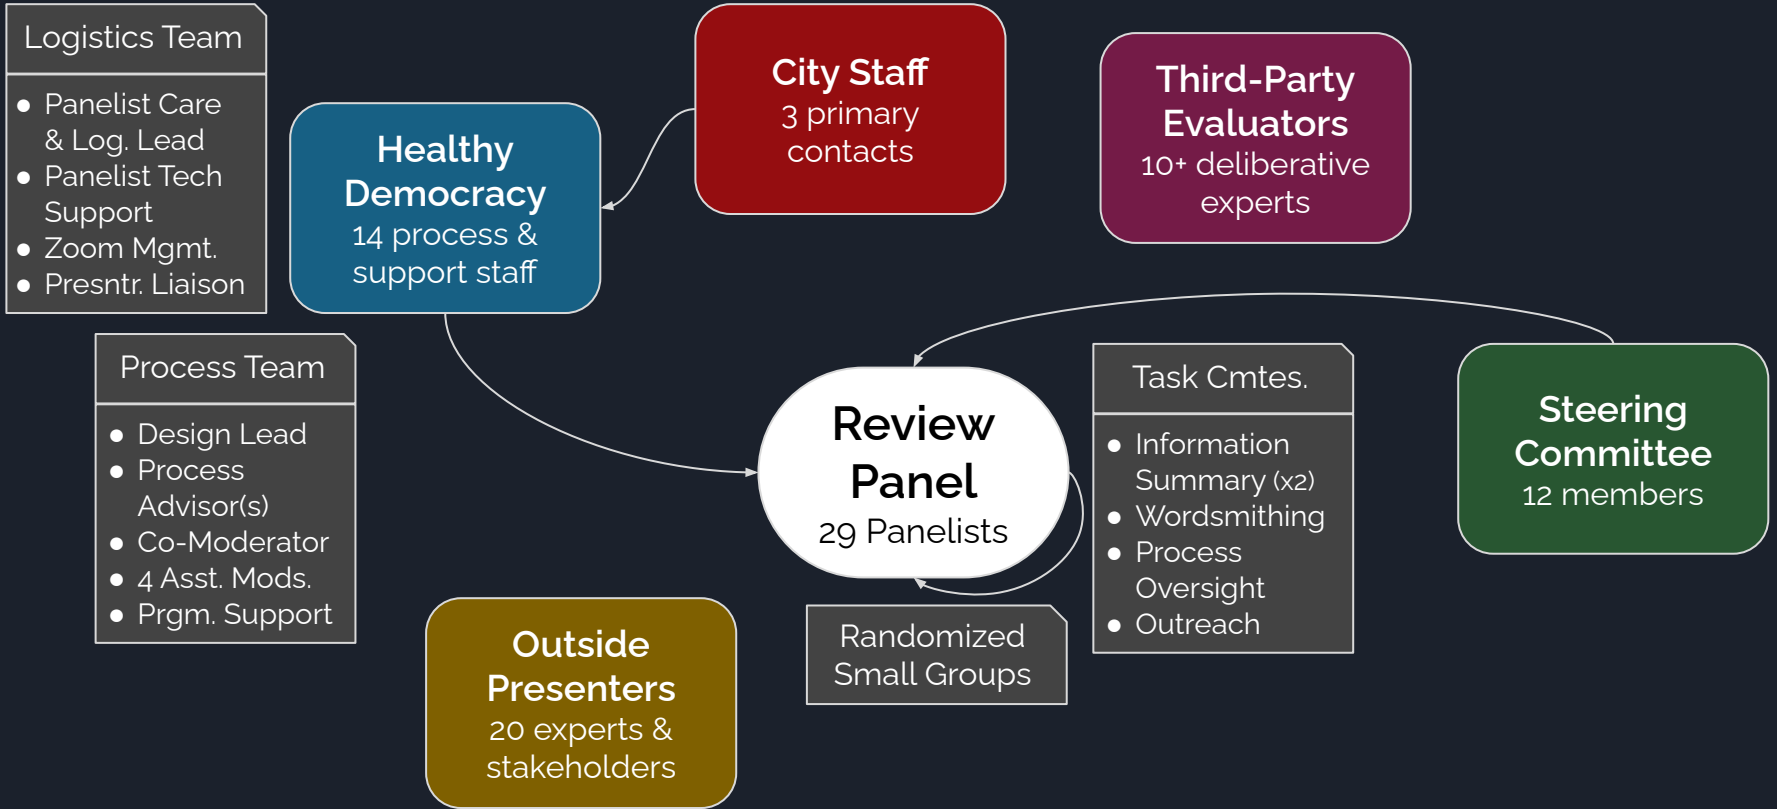 Logistics Team
● Panelist Care
& Log. Lead
● Panelist Tech
Support
● Zoom Mgmt.
● Presntr. Liaison
Healthy
Democracy
14 process &
support staff
City Staff
3 primary
contacts
Third-Party
Evaluators
10+ deliberative
experts
Process Team
● Design Lead
● Process
Advisor(s)
● Co-Moderator
● 4 Asst. Mods.
● Prgm. Support
Review
Panel
29 Panelists
Task Cmtes.
● Information
Summary (x2)
● Wordsmithing
● Process
Oversight
● Outreach
Steering
Committee
12 members
Outside
Presenters
20 experts &
stakeholders
Randomized
Small Groups